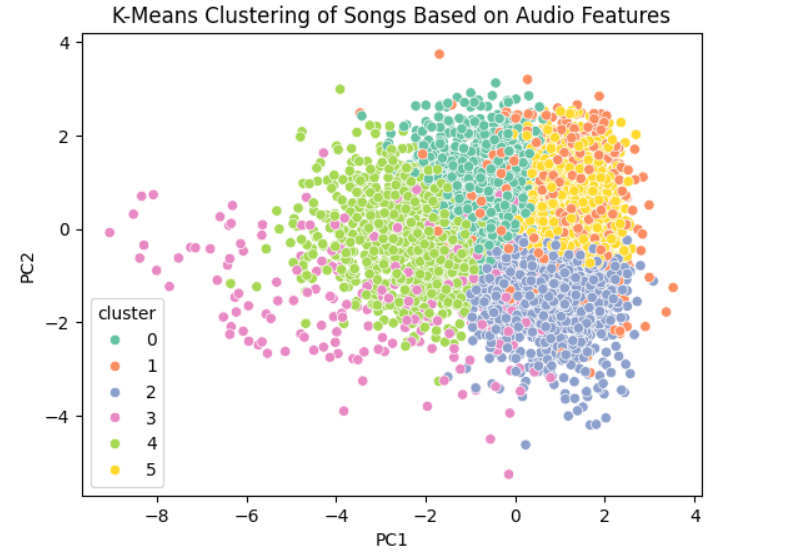 K-Means Clustering of Songs Based on Audio Features
4
2
0
−2
−4
PC2
cluster
0
1
2
3
4
5
−8 −6 −4 −2 0 2 4
PC1